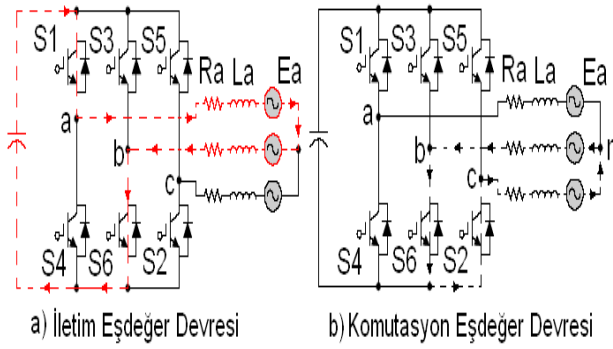 S1 S3 S5 S1 S3 S5
Ra La Ea Ra La Ea
a a
b b n
c c
S4 S6 S2 S4 S6 S2
a) İletim Eşdeğer Devresi b) Komutasyon Eşdeğer Devresi